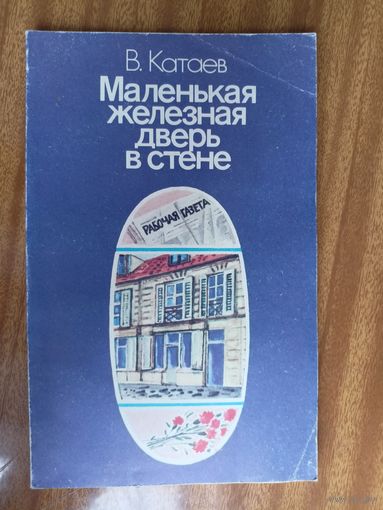 В. Катаев
Маленькая
железная
дверь
в стене
РАБОЧАЯ ГАЗЕТА